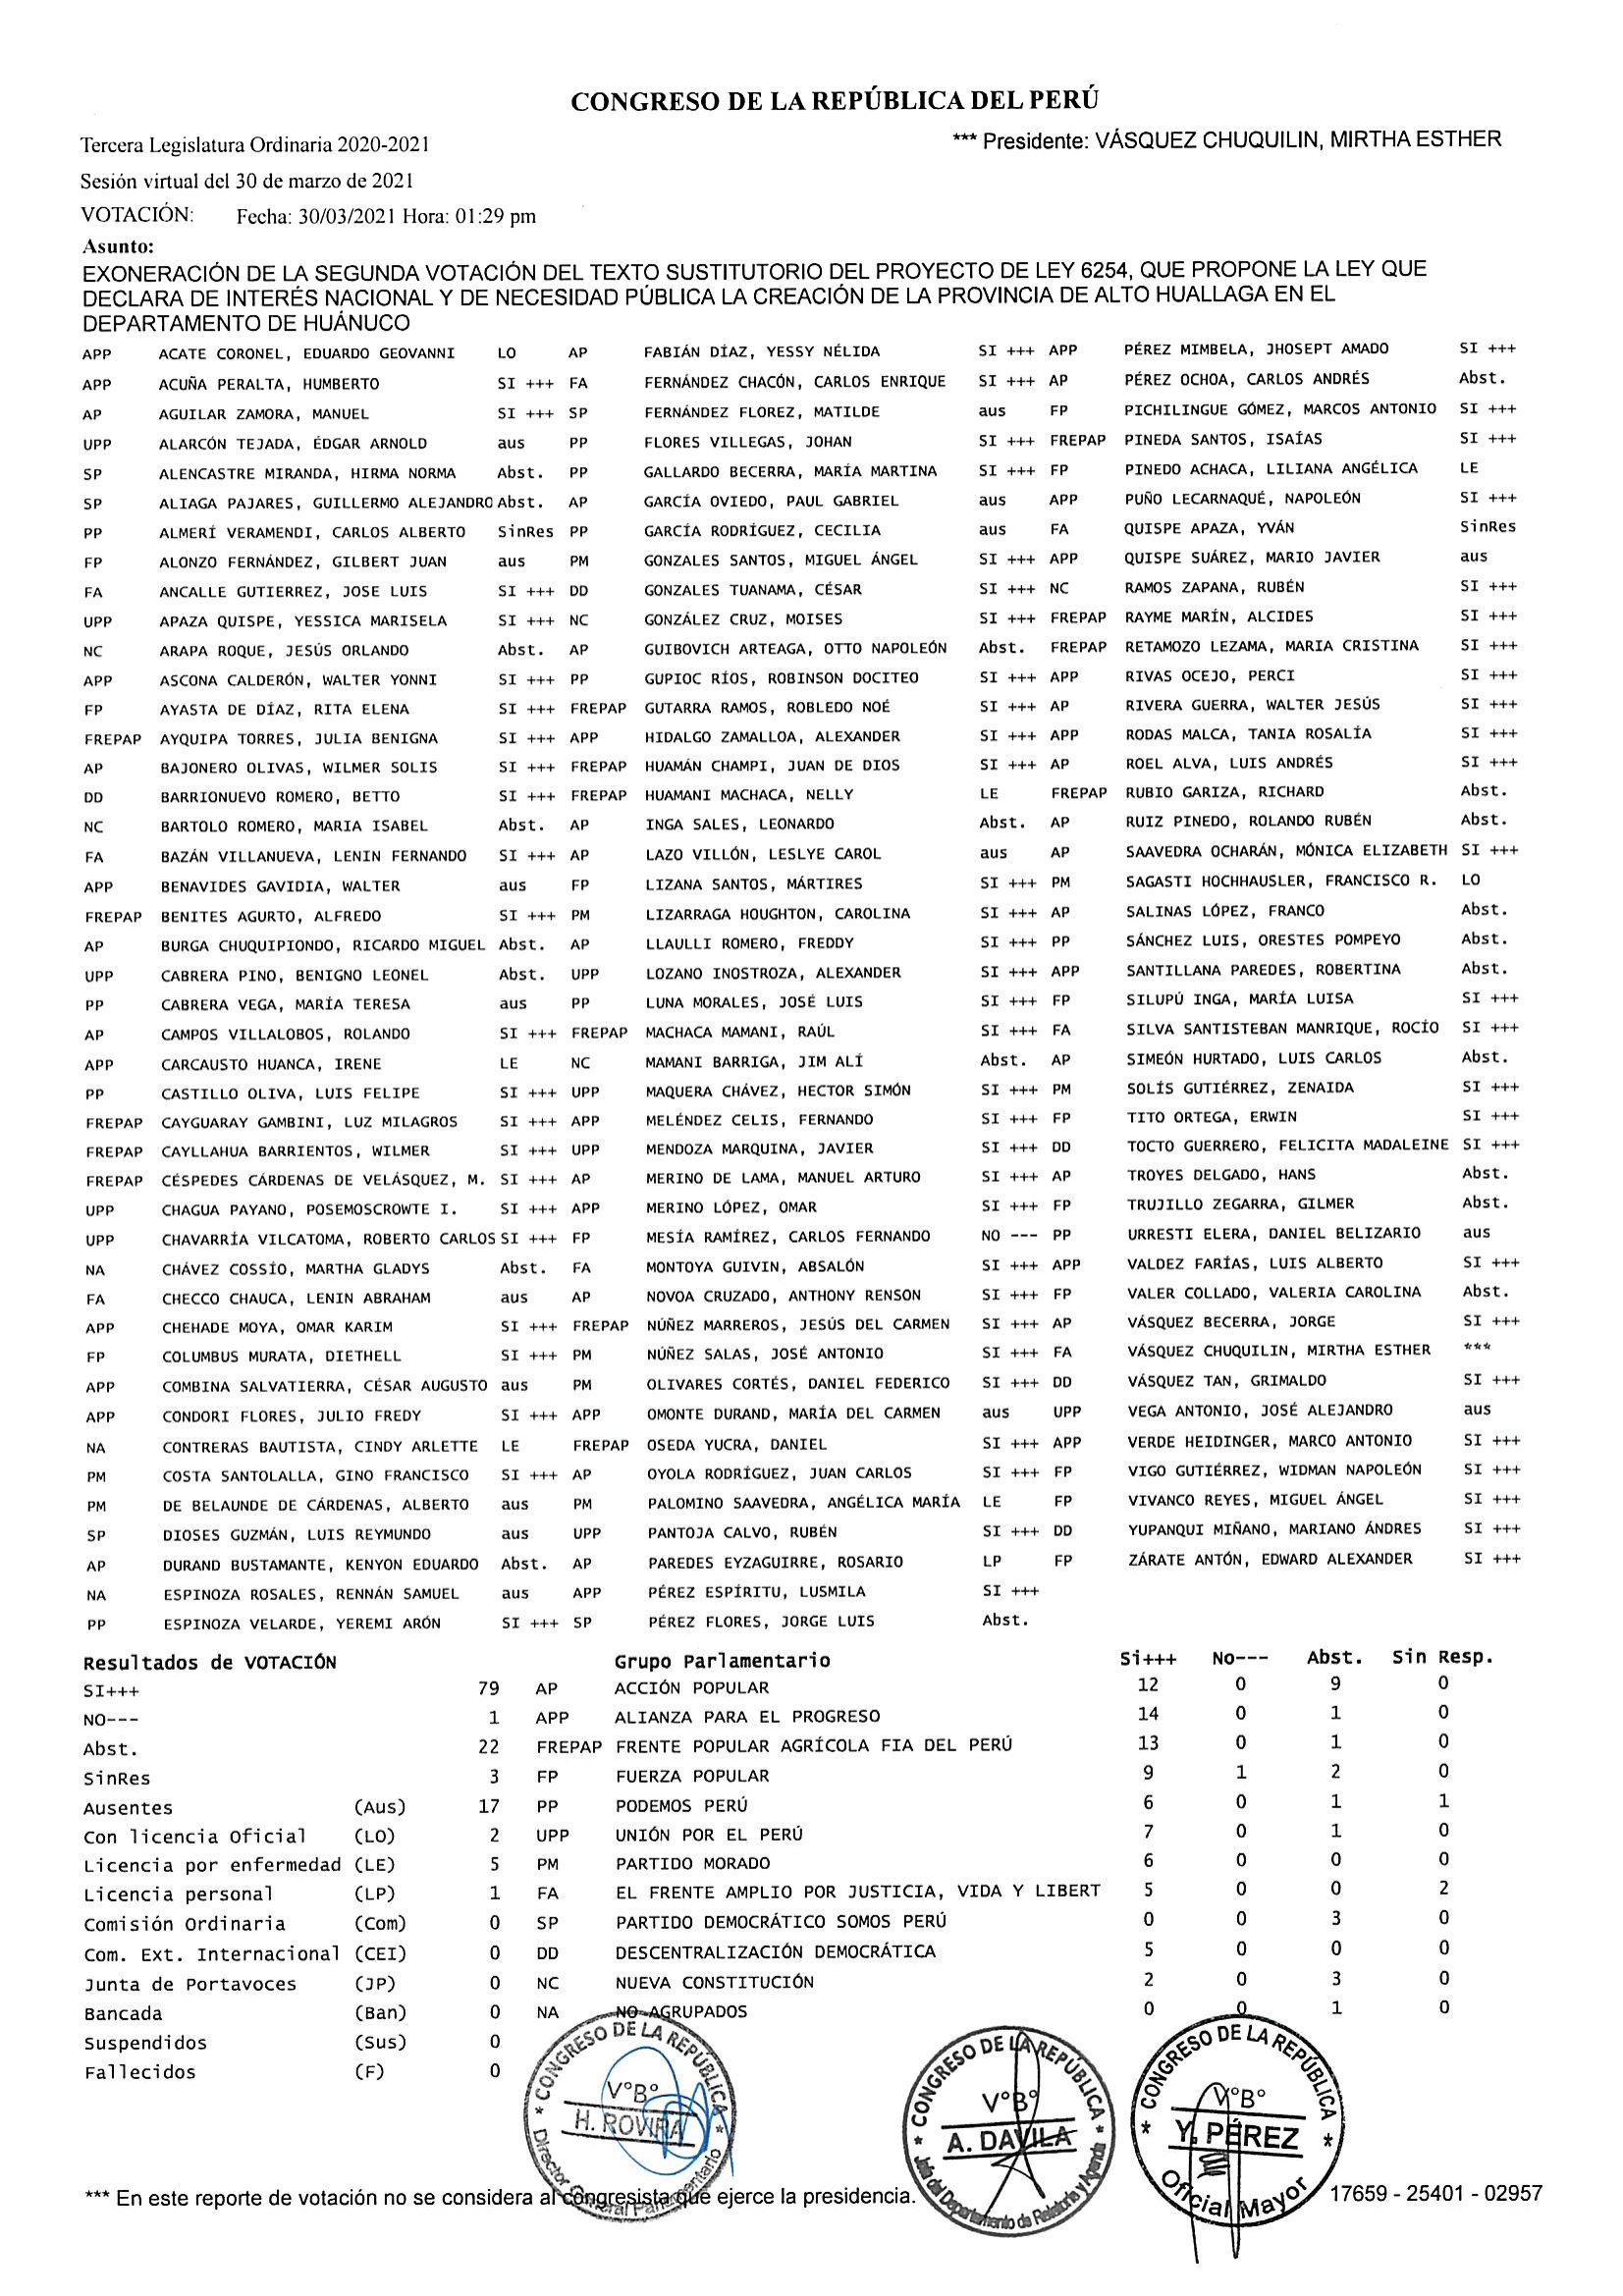 CONGRESO DE LA REPÚBLICA DEL PERÚ
Tercera Legislatura Ordinaria 2020-2021 *** Presidente: VÁSQUEZ CHUQUILIN, MIRTHA ESTHER
Sesión virtual del 30 de marzo de 2021
VOTACIÓN: Fecha: 30/03/2021 Hora: 01:29 pm
Asunto:
EXONERACIÓN DE LA SEGUNDA VOTACIÓN DEL TEXTO SUSTITUTORIO DEL PROYECTO DE LEY 6254, QUE PROPONE LA LEY QUE
DECLARA DE INTERÉS NACIONAL Y DE NECESIDAD PÚBLICA LA CREACIÓN DE LA PROVINCIA DE ALTO HUALLAGA EN EL
DEPARTAMENTO DE HUÁNUCO
APP ACATE CORONEL, EDUARDO GEOVANNI LO AP FABIÁN DÍAZ, YESSY NÉLIDA SI +++ APP PÉREZ MIMBELA, JHOSEPT AMADO SI +++
APP ACUÑA PERALTA, HUMBERTO SI +++ FA FERNÁNDEZ CHACÓN, CARLOS ENRIQUE SI +++ AP PÉREZ OCHOA, CARLOS ANDRÉS Abst.
AP AGUILAR ZAMORA, MANUEL SI +++ SP FERNÁNDEZ FLOREZ, MATILDE aus FP PICHILINGUE GÓMEZ, MARCOS ANTONIO SI +++
UPP ALARCÓN TEJADA, ÉDGAR ARNOLD aus PP FLORES VILLEGAS, JOHAN SI +++ FREPAP PINEDA SANTOS, ISAÍAS SI +++
SP ALENCASTRE MIRANDA, HIRMA NORMA Abst. PP GALLARDO BECERRA, MARÍA MARTINA SI +++ FP PINEDO ACHACA, LILIANA ANGÉLICA LE
SP ALIAGA PAJARES, GUILLERMO ALEJANDRO Abst. AP GARCÍA OVIEDO, PAUL GABRIEL aus APP PUÑO LECARNAQUÉ, NAPOLEÓN SI +++
PP ALMERÍ VERAMENDI, CARLOS ALBERTO SinRes PP GARCÍA RODRÍGUEZ, CECILIA aus FA QUISPE APAZA, YVÁN SinRes
FP ALONZO FERNÁNDEZ, GILBERT JUAN aus PM GONZALES SANTOS, MIGUEL ÁNGEL SI +++ APP QUISPE SUÁREZ, MARIO JAVIER aus
FA ANCALLE GUTIERREZ, JOSE LUIS SI +++ DD GONZALES TUANAMA, CÉSAR SI +++ NC RAMOS ZAPANA, RUBÉN SI +++
UPP APAZA QUISPE, YESSICA MARISELA SI +++ NC GONZÁLEZ CRUZ, MOISES SI +++ FREPAP RAYME MARÍN, ALCIDES SI +++
NC ARAPA ROQUE, JESÚS ORLANDO Abst. AP GUIBOVICH ARTEAGA, OTTO NAPOLEÓN Abst. FREPAP RETAMOZO LEZAMA, MARIA CRISTINA SI +++
APP ASCONA CALDERÓN, WALTER YONNI SI +++ PP GUPIOC RÍOS, ROBINSON DOCITEO SI +++ APP RIVAS OCEJO, PERCI SI +++
FP AYASTA DE DÍAZ, RITA ELENA SI +++ FREPAP GUTARRA RAMOS, ROBLEDO NOÉ SI +++ AP RIVERA GUERRA, WALTER JESÚS SI +++
FREPAP AYQUIPA TORRES, JULIA BENIGNA SI +++ APP HIDALGO ZAMALLOA, ALEXANDER SI +++ APP RODAS MALCA, TANIA ROSALÍA SI +++
AP BAJONERO OLIVAS, WILMER SOLIS SI +++ FREPAP HUAMÁN CHAMPI, JUAN DE DIOS SI +++ AP ROEL ALVA, LUIS ANDRÉS SI +++
DD BARRIONUEVO ROMERO, BETTO SI +++ FREPAP HUAMANI MACHACA, NELLY LE FREPAP RUBIO GARIZA, RICHARD Abst.
NC BARTOLO ROMERO, MARIA ISABEL Abst. AP INGA SALES, LEONARDO Abst. AP RUIZ PINEDO, ROLANDO RUBÉN Abst.
FA BAZÁN VILLANUEVA, LENIN FERNANDO SI +++ AP LAZO VILLÓN, LESLYE CAROL aus AP SAAVEDRA OCHARÁN, MÓNICA ELIZABETH SI +++
APP BENAVIDES GAVIDIA, WALTER aus FP LIZANA SANTOS, MÁRTIRES SI +++ PM SAGASTI HOCHHAUSLER, FRANCISCO R. LO
FREPAP BENITES AGURTO, ALFREDO SI +++ PM LIZARRAGA HOUGHTON, CAROLINA SI +++ AP SALINAS LÓPEZ, FRANCO Abst.
AP BURGA CHUQUIPIONDO, RICARDO MIGUEL Abst. AP LLAULLI ROMERO, FREDDY SI +++ PP SÁNCHEZ LUIS, ORESTES POMPEYO Abst.
UPP CABRERA PINO, BENIGNO LEONEL Abst. UPP LOZANO INOSTROZA, ALEXANDER SI +++ APP SANTILLANA PAREDES, ROBERTINA Abst.
PP CABRERA VEGA, MARÍA TERESA aus PP LUNA MORALES, JOSÉ LUIS SI +++ FP SILUPÚ INGA, MARÍA LUISA SI +++
AP CAMPOS VILLALOBOS, ROLANDO SI +++ FREPAP MACHACA MAMANI, RAÚL SI +++ FA SILVA SANTISTEBAN MANRIQUE, ROCÍO SI +++
APP CARCAUSTO HUANCA, IRENE LE NC MAMANI BARRIGA, JIM ALÍ Abst. AP SIMEÓN HURTADO, LUIS CARLOS Abst.
PP CASTILLO OLIVA, LUIS FELIPE SI +++ UPP MAQUERA CHÁVEZ, HECTOR SIMÓN SI +++ PM SOLÍS GUTIÉRREZ, ZENAIDA SI +++
FREPAP CAYGUARAY GAMBINI, LUZ MILAGROS SI +++ APP MELÉNDEZ CELIS, FERNANDO SI +++ FP TITO ORTEGA, ERWIN SI +++
FREPAP CAYLLAHUA BARRIENTOS, WILMER SI +++ UPP MENDOZA MARQUINA, JAVIER SI +++ DD TOCTO GUERRERO, FELICITA MADALEINE SI +++
FREPAP CÉSPEDES CÁRDENAS DE VELÁSQUEZ, M. SI +++ AP MERINO DE LAMA, MANUEL ARTURO SI +++ AP TROYES DELGADO, HANS Abst.
UPP CHAGUA PAYANO, POSEMOSCROWTE I. SI +++ APP MERINO LÓPEZ, OMAR SI +++ FP TRUJILLO ZEGARRA, GILMER Abst.
UPP CHAVARRÍA VILCATOMA, ROBERTO CARLOS SI +++ FP MESÍA RAMÍREZ, CARLOS FERNANDO NO --- PP URRESTI ELERA, DANIEL BELIZARIO aus
NA CHÁVEZ COSSÍO, MARTHA GLADYS Abst. FA MONTOYA GUIVIN, ABSALÓN SI +++ APP VALDEZ FARÍAS, LUIS ALBERTO SI +++
FA CHECCO CHAUCA, LENIN ABRAHAM aus AP NOVOA CRUZADO, ANTHONY RENSON SI +++ FP VALER COLLADO, VALERIA CAROLINA Abst.
APP CHEHADE MOYA, OMAR KARIM SI +++ FREPAP NÚÑEZ MARREROS, JESÚS DEL CARMEN SI +++ AP VÁSQUEZ BECERRA, JORGE SI +++
FP COLUMBUS MURATA, DIETHELL SI +++ PM NÚÑEZ SALAS, JOSÉ ANTONIO SI +++ FA VÁSQUEZ CHUQUILIN, MIRTHA ESTHER ***
APP COMBINA SALVATIERRA, CÉSAR AUGUSTO aus PM OLIVARES CORTÉS, DANIEL FEDERICO SI +++ DD VÁSQUEZ TAN, GRIMALDO SI +++
APP CONDORI FLORES, JULIO FREDY SI +++ APP OMONTE DURAND, MARÍA DEL CARMEN aus UPP VEGA ANTONIO, JOSÉ ALEJANDRO aus
NA CONTRERAS BAUTISTA, CINDY ARLETTE LE FREPAP OSEDA YUCRA, DANIEL SI +++ APP VERDE HEIDINGER, MARCO ANTONIO SI +++
PM COSTA SANTOLALLA, GINO FRANCISCO SI +++ AP OYOLA RODRÍGUEZ, JUAN CARLOS SI +++ FP VIGO GUTIÉRREZ, WIDMAN NAPOLEÓN SI +++
PM DE BELAUNDE DE CÁRDENAS, ALBERTO aus PM PALOMINO SAAVEDRA, ANGÉLICA MARÍA LE FP VIVANCO REYES, MIGUEL ÁNGEL SI +++
SP DIOSES GUZMÁN, LUIS REYMUNDO aus UPP PANTOJA CALVO, RUBÉN SI +++ DD YUPANQUI MIÑANO, MARIANO ÁNDRES SI +++
AP DURAND BUSTAMANTE, KENYON EDUARDO Abst. AP PAREDES EYZAGUIRRE, ROSARIO LP FP ZÁRATE ANTÓN, EDWARD ALEXANDER SI +++
NA ESPINOZA ROSALES, RENNÁN SAMUEL aus APP PÉREZ ESPÍRITU, LUSMILA SI +++
PP ESPINOZA VELARDE, YEREMI ARÓN SI +++ SP PÉREZ FLORES, JORGE LUIS Abst.
Resultados de VOTACIÓN Grupo Parlamentario Si+++ No--- Abst. Sin Resp.
SI+++ 79 AP ACCIÓN POPULAR 12 0 9 0
NO--- 1 APP ALIANZA PARA EL PROGRESO 14 0 1 0
Abst. 22 FREPAP FRENTE POPULAR AGRÍCOLA FIA DEL PERÚ 13 0 1 0
SinRes 3 FP FUERZA POPULAR 9 1 2 0
Ausentes (Aus) 17 PP PODEMOS PERÚ 6 0 1 1
Con licencia Oficial (LO) 2 UPP UNIÓN POR EL PERÚ 7 0 1 0
Licencia por enfermedad (LE) 5 PM PARTIDO MORADO 6 0 0 0
Licencia personal (LP) 1 FA EL FRENTE AMPLIO POR JUSTICIA, VIDA Y LIBERT 5 0 0 2
Comisión Ordinaria (Com) 0 SP PARTIDO DEMOCRÁTICO SOMOS PERÚ 0 0 3 0
Com. Ext. Internacional (CEI) 0 DD DESCENTRALIZACIÓN DEMOCRÁTICA 5 0 0 0
Junta de Portavoces (JP) 0 NC NUEVA CONSTITUCIÓN 2 0 3 0
Bancada (Ban) 0 NA NO AGRUPADOS 0 0 1 0
Suspendidos (Sus) 0
Fallecidos (F) 0
* CONGRESO DE LA REPÚBLICA *
V°B°
H. ROVIRA
Director General Parlamentario
* CONGRESO DE LA REPÚBLICA *
V°B°
A. DAVILA
Jefa del Departamento de Relatoría y Agenda
* CONGRESO DE LA REPÚBLICA *
V°B°
Y. PÉREZ
Oficial Mayor
*** En este reporte de votación no se considera al congresista que ejerce la presidencia. 17659 - 25401 - 02957